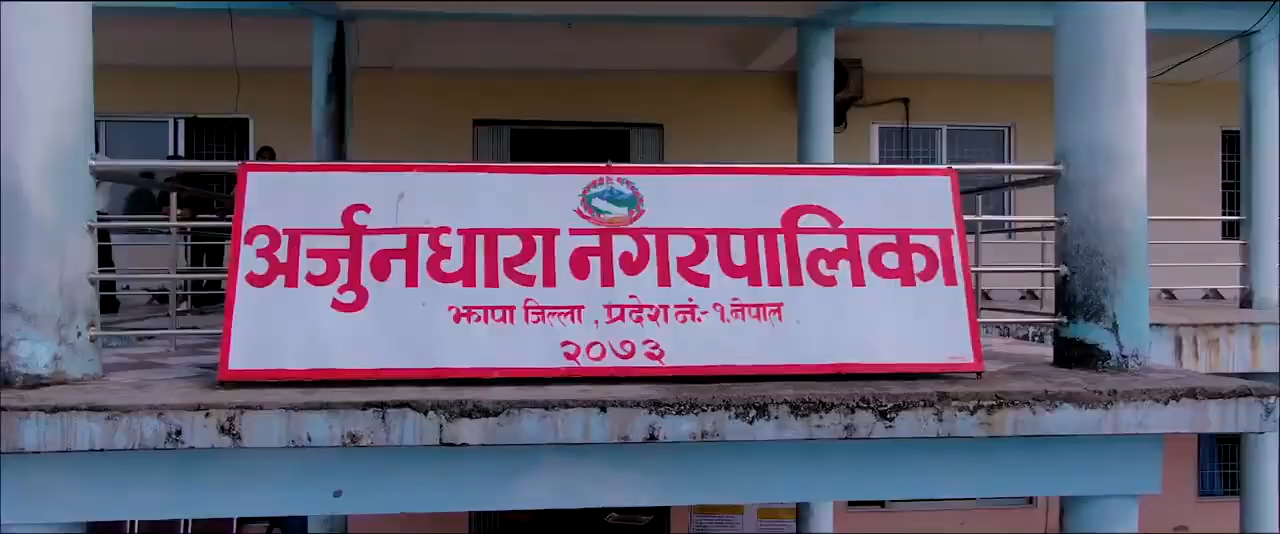 अर्जुनधारा नगरपालिका
झापा जिल्ला , प्रदेश नं.- १, नेपाल
२०७३